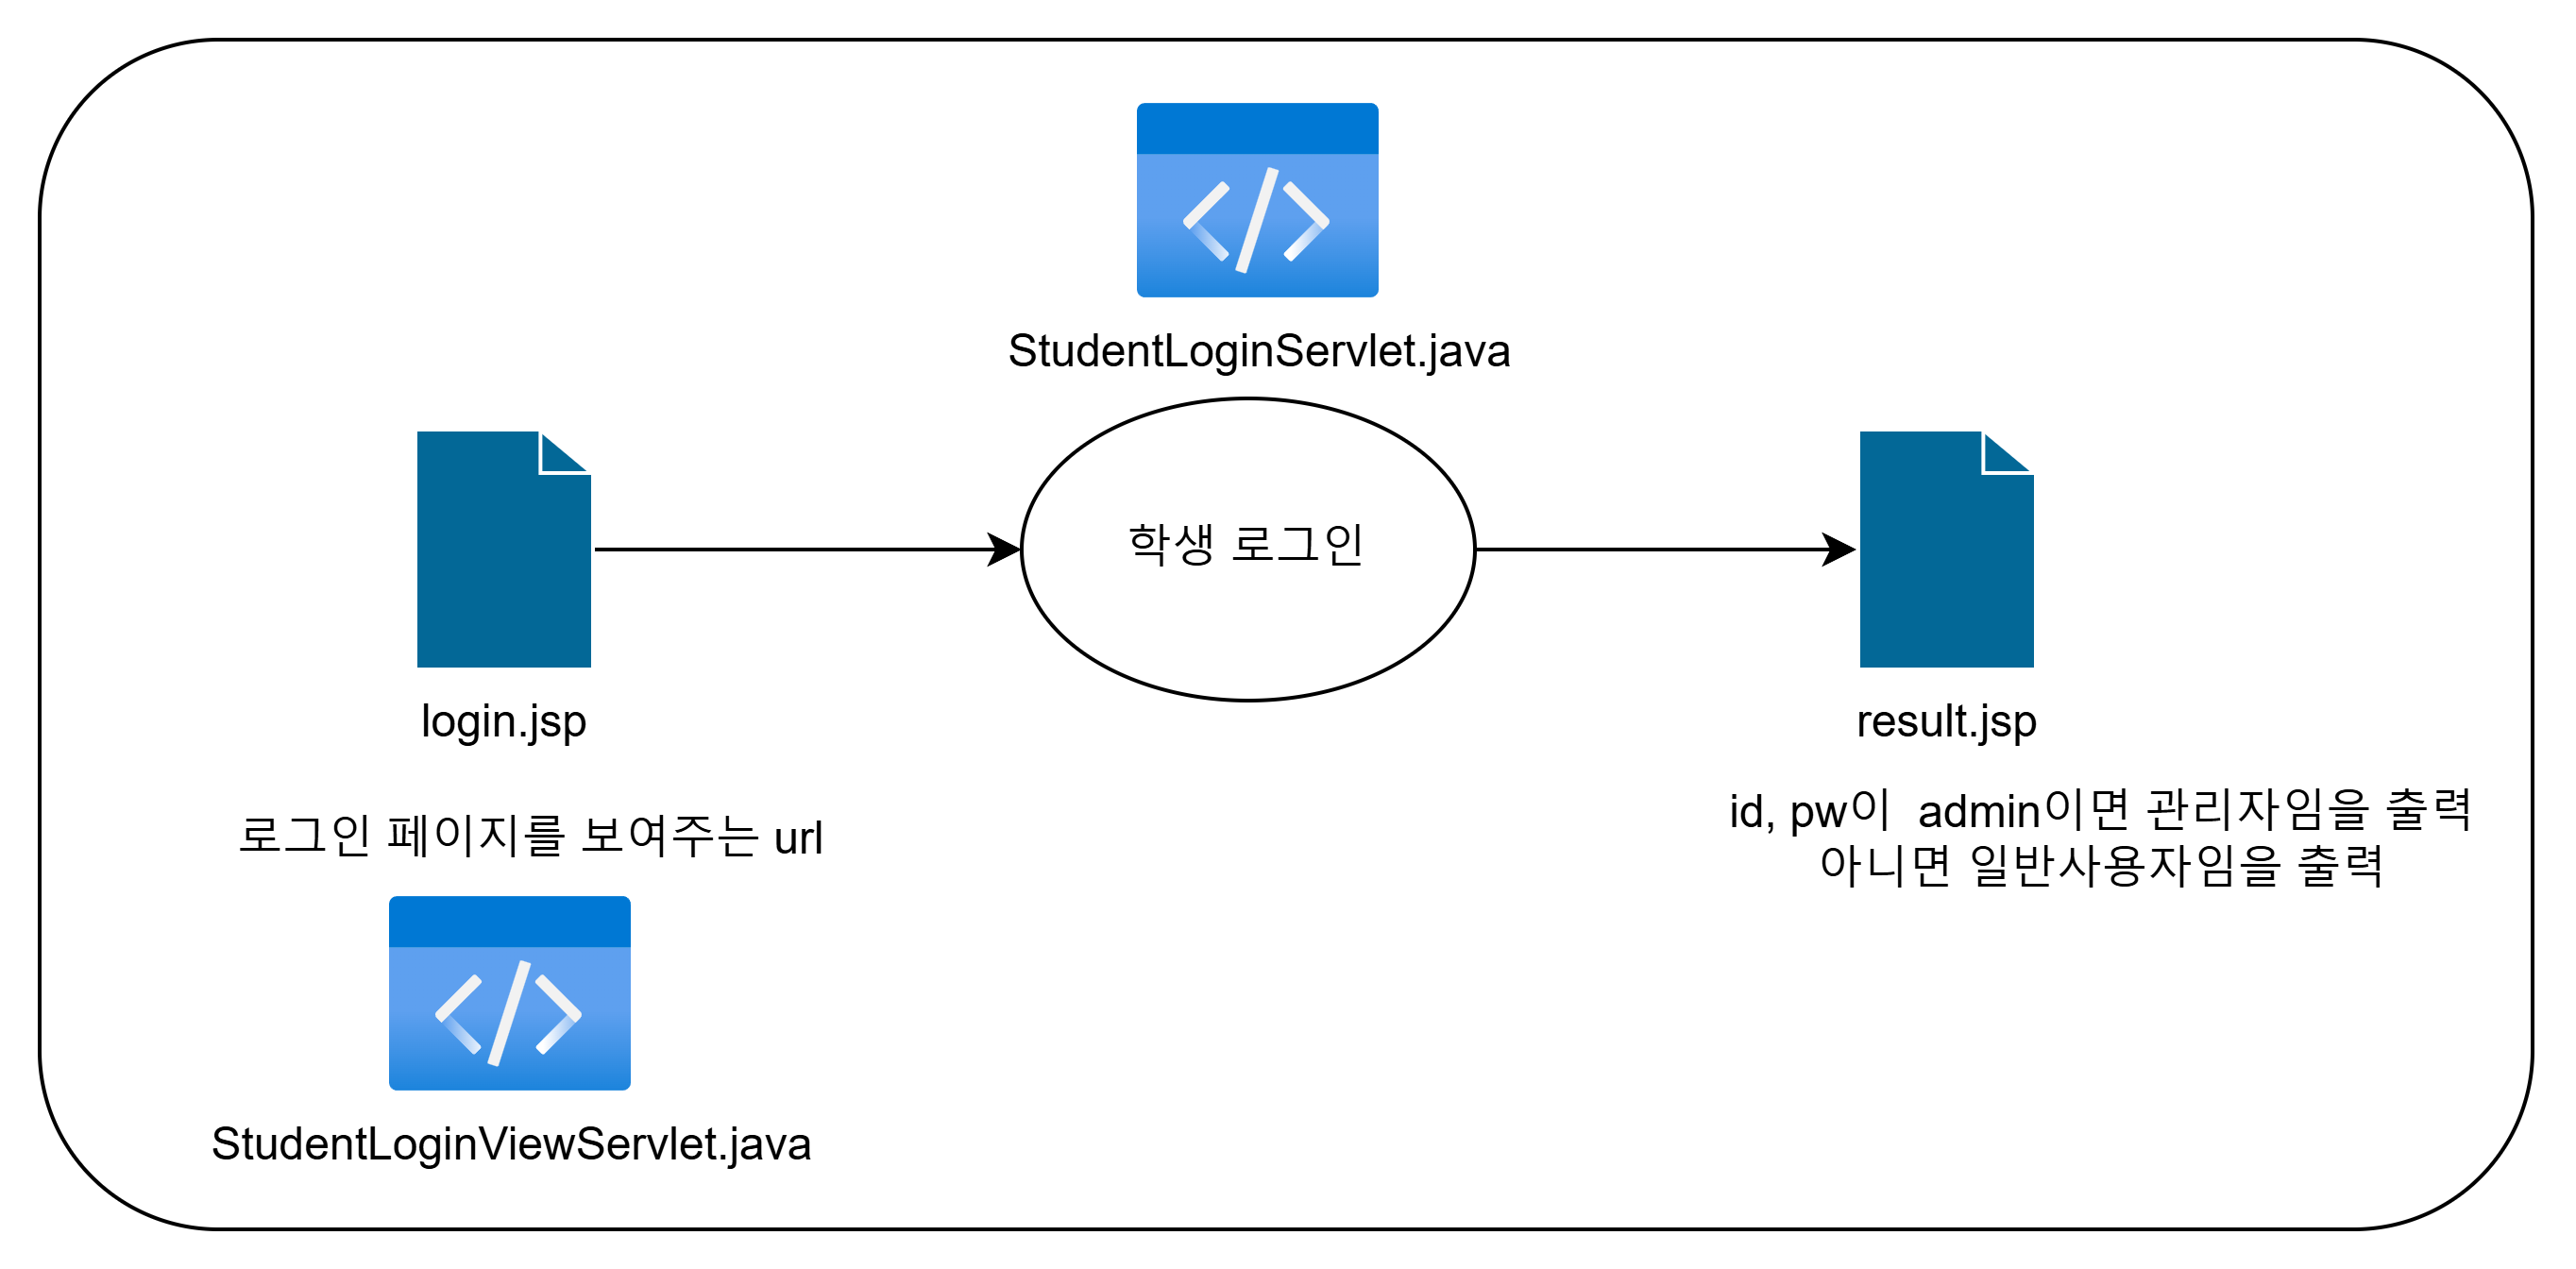 StudentLoginServlet.java
학생 로그인
login.jsp
로그인 페이지를 보여주는 url
StudentLoginViewServlet.java
result.jsp
id, pw이  admin이면 관리자임을 출력
아니면 일반사용자임을 출력